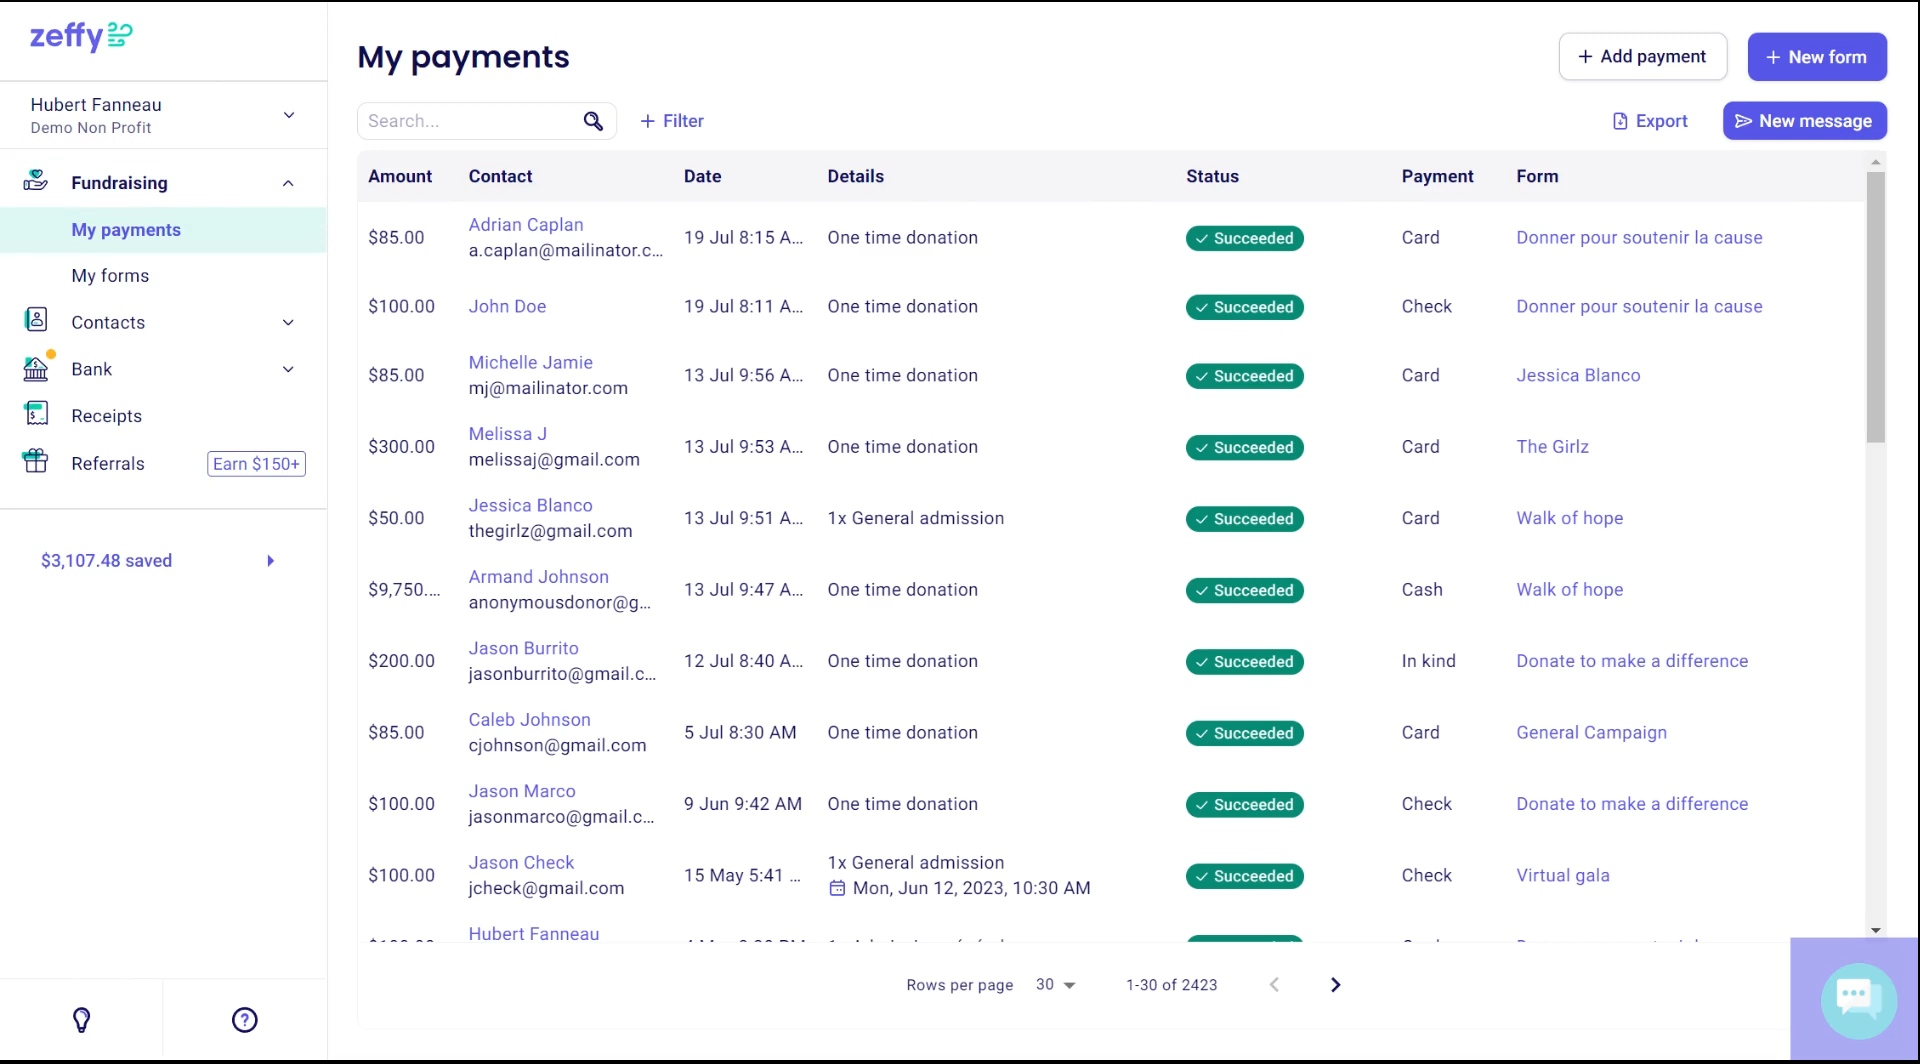 zeffy
Hubert Fanneau
Demo Non Profit
Fundraising
My payments
My forms
Contacts
Bank
Receipts
Referrals Earn $150+
$3,107.48 saved
My payments
+ Add payment
+ New form
Search...
+ Filter
Export
New message
Amount Contact Date Details Status Payment Form
Adrian Caplan
$85.00 19 Jul 8:15 A... One time donation Succeeded Card Donner pour soutenir la cause
a.caplan@mailinator.c...
$100.00 John Doe 19 Jul 8:11 A... One time donation Succeeded Check Donner pour soutenir la cause
Michelle Jamie
$85.00 13 Jul 9:56 A... One time donation Succeeded Card Jessica Blanco
mj@mailinator.com
Melissa J
$300.00 13 Jul 9:53 A... One time donation Succeeded Card The Girlz
melissaj@gmail.com
Jessica Blanco
$50.00 13 Jul 9:51 A... 1x General admission Succeeded Card Walk of hope
thegirlz@gmail.com
Armand Johnson
$9,750.... 13 Jul 9:47 A... One time donation Succeeded Cash Walk of hope
anonymousdonor@g...
Jason Burrito
$200.00 12 Jul 8:40 A... One time donation Succeeded In kind Donate to make a difference
jasonburrito@gmail.c...
Caleb Johnson
$85.00 5 Jul 8:30 AM One time donation Succeeded Card General Campaign
cjohnson@gmail.com
Jason Marco
$100.00 9 Jun 9:42 AM One time donation Succeeded Check Donate to make a difference
jasonmarco@gmail.c...
Jason Check 1x General admission
$100.00 15 May 5:41 ... Succeeded Check Virtual gala
jcheck@gmail.com Mon, Jun 12, 2023, 10:30 AM
Hubert Fanneau
Rows per page 30 1-30 of 2423